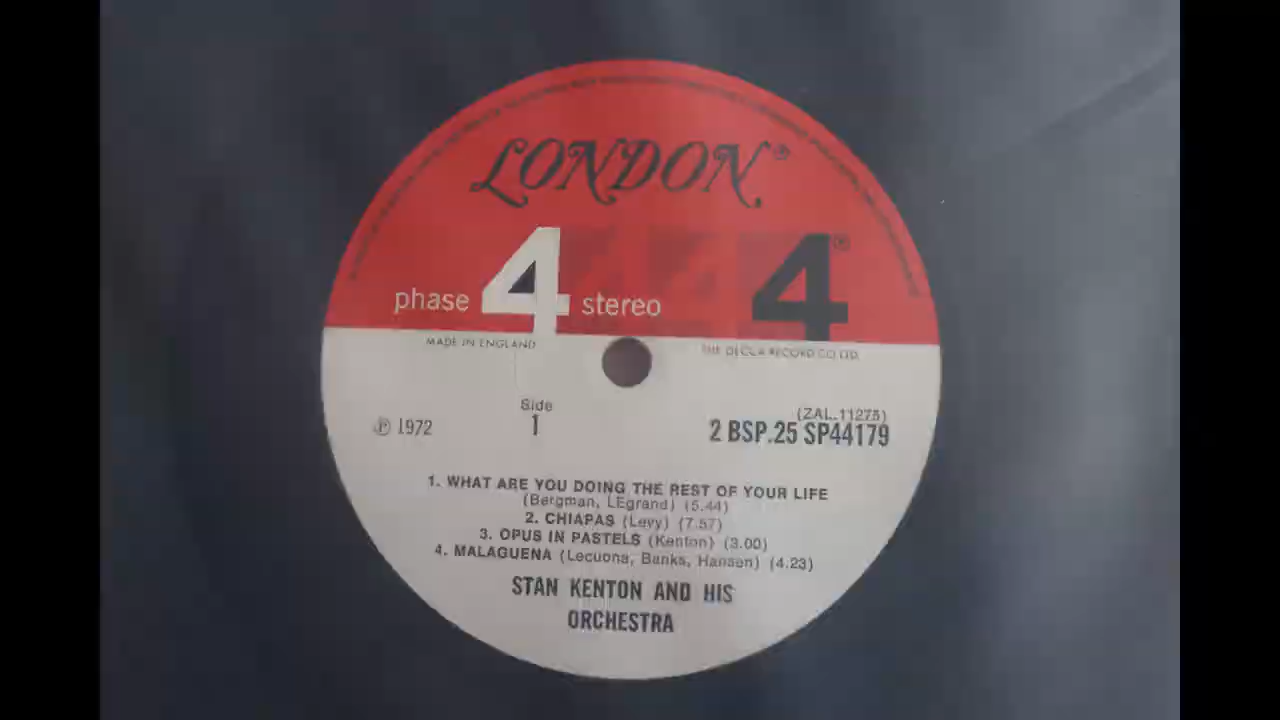 LONDON®
phase 4 stereo 4®
MADE IN ENGLAND THE DECCA RECORD CO LTD.
Side
1
℗ 1972
(ZAL.11275)
2 BSP.25 SP44179
1. WHAT ARE YOU DOING THE REST OF YOUR LIFE
(Bergman, LEgrand) (5.44)
2. CHIAPAS (Levy) (7.57)
3. OPUS IN PASTELS (Kenton) (3.00)
4. MALAGUENA (Lecuona, Banks, Hansen) (4.23)
STAN KENTON AND HIS
ORCHESTRA